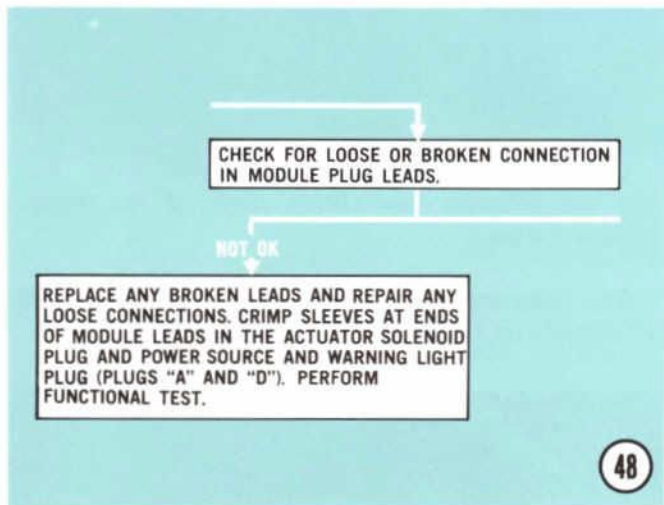 CHECK FOR LOOSE OR BROKEN CONNECTION
IN MODULE PLUG LEADS.
NOT OK
REPLACE ANY BROKEN LEADS AND REPAIR ANY
LOOSE CONNECTIONS. CRIMP SLEEVES AT ENDS
OF MODULE LEADS IN THE ACTUATOR SOLENOID
PLUG AND POWER SOURCE AND WARNING LIGHT
PLUG (PLUGS “A” AND “D”). PERFORM
FUNCTIONAL TEST.
48